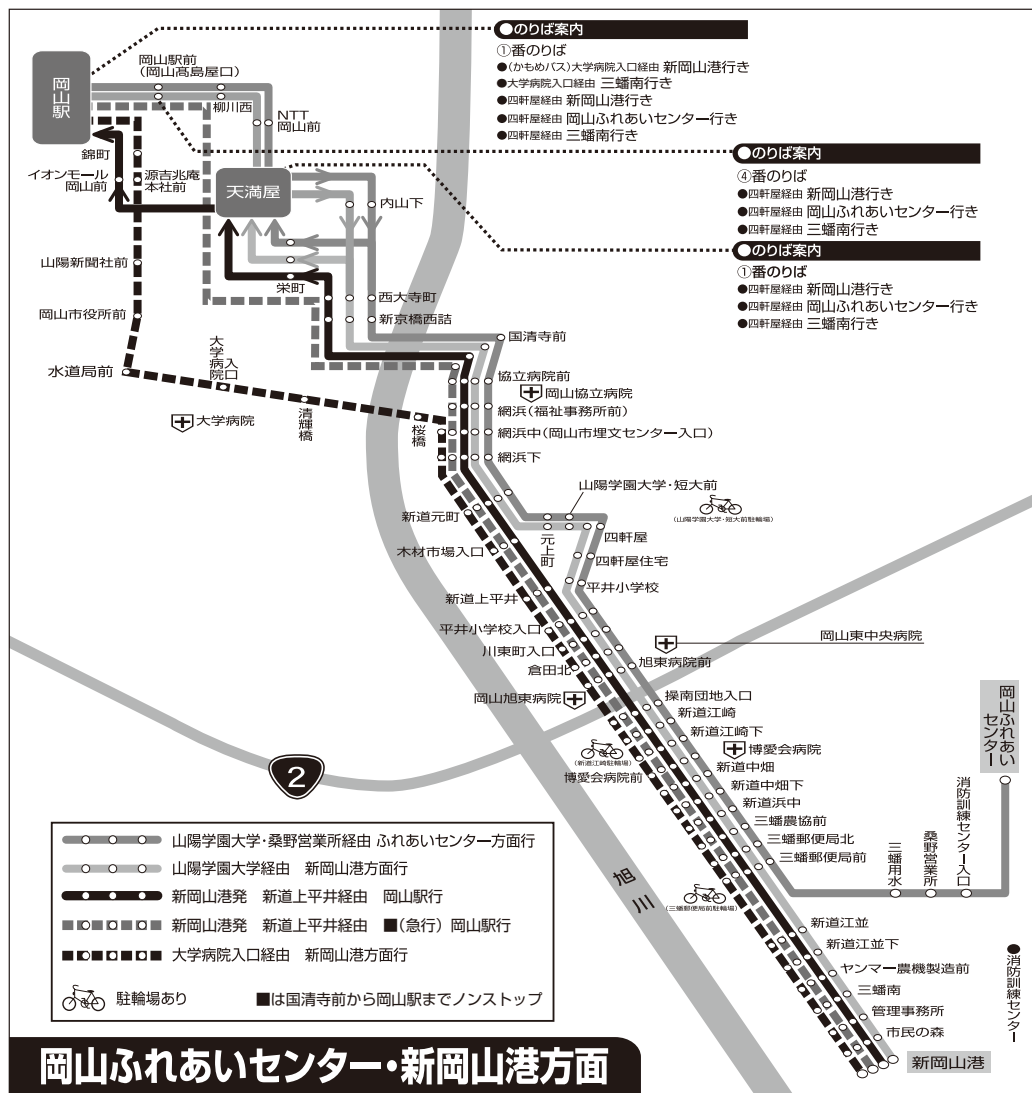 ●のりば案内
①番のりば
●(かもめバス)大学病院入口経由 新岡山港行き
●大学病院入口経由 三蟠南行き
●四軒屋経由 新岡山港行き
●四軒屋経由 岡山ふれあいセンター行き
●四軒屋経由 三蟠南行き
●のりば案内
④番のりば
●四軒屋経由 新岡山港行き
●四軒屋経由 岡山ふれあいセンター行き
●四軒屋経由 三蟠南行き
●のりば案内
①番のりば
●四軒屋経由 新岡山港行き
●四軒屋経由 岡山ふれあいセンター行き
●四軒屋経由 三蟠南行き
岡山駅
岡山駅前
(岡山髙島屋口)
柳川西
NTT
岡山前
錦町
イオンモール
岡山前
源吉兆庵
本社前
天満屋
内山下
山陽新聞社前
栄町
西大寺町
岡山市役所前
新京橋西詰
国清寺前
水道局前
大学病院
入口
協立病院前
岡山協立病院
大学病院
清輝橋
桜橋
網浜(福祉事務所前)
網浜中(岡山市埋文センター入口)
網浜下
山陽学園大学・短大前
(山陽学園大学・短大前駐輪場)
新道元町
元上町
四軒屋
木材市場入口
四軒屋住宅
平井小学校
新道上平井
平井小学校入口
岡山東中央病院
川東町入口
旭東病院前
倉田北
岡山旭東病院
操南団地入口
新道江崎
新道江崎下
博愛会病院
(新道江崎駐輪場)
博愛会病院前
新道中畑
新道中畑下
新道浜中
三蟠農協前
三蟠郵便局北
三蟠郵便局前
(三蟠郵便局前駐輪場)
岡山ふれあい
センター
消防訓練センター入口
桑野営業所
三蟠用水
旭川
2
新道江並
新道江並下
ヤンマー農機製造前
三蟠南
管理事務所
市民の森
新岡山港
●消防訓練センター
山陽学園大学・桑野営業所経由 ふれあいセンター方面行
山陽学園大学経由 新岡山港方面行
新岡山港発 新道上平井経由 岡山駅行
新岡山港発 新道上平井経由 ■(急行) 岡山駅行
大学病院入口経由 新岡山港方面行
駐輪場あり ■は国清寺前から岡山駅までノンストップ
岡山ふれあいセンター・新岡山港方面